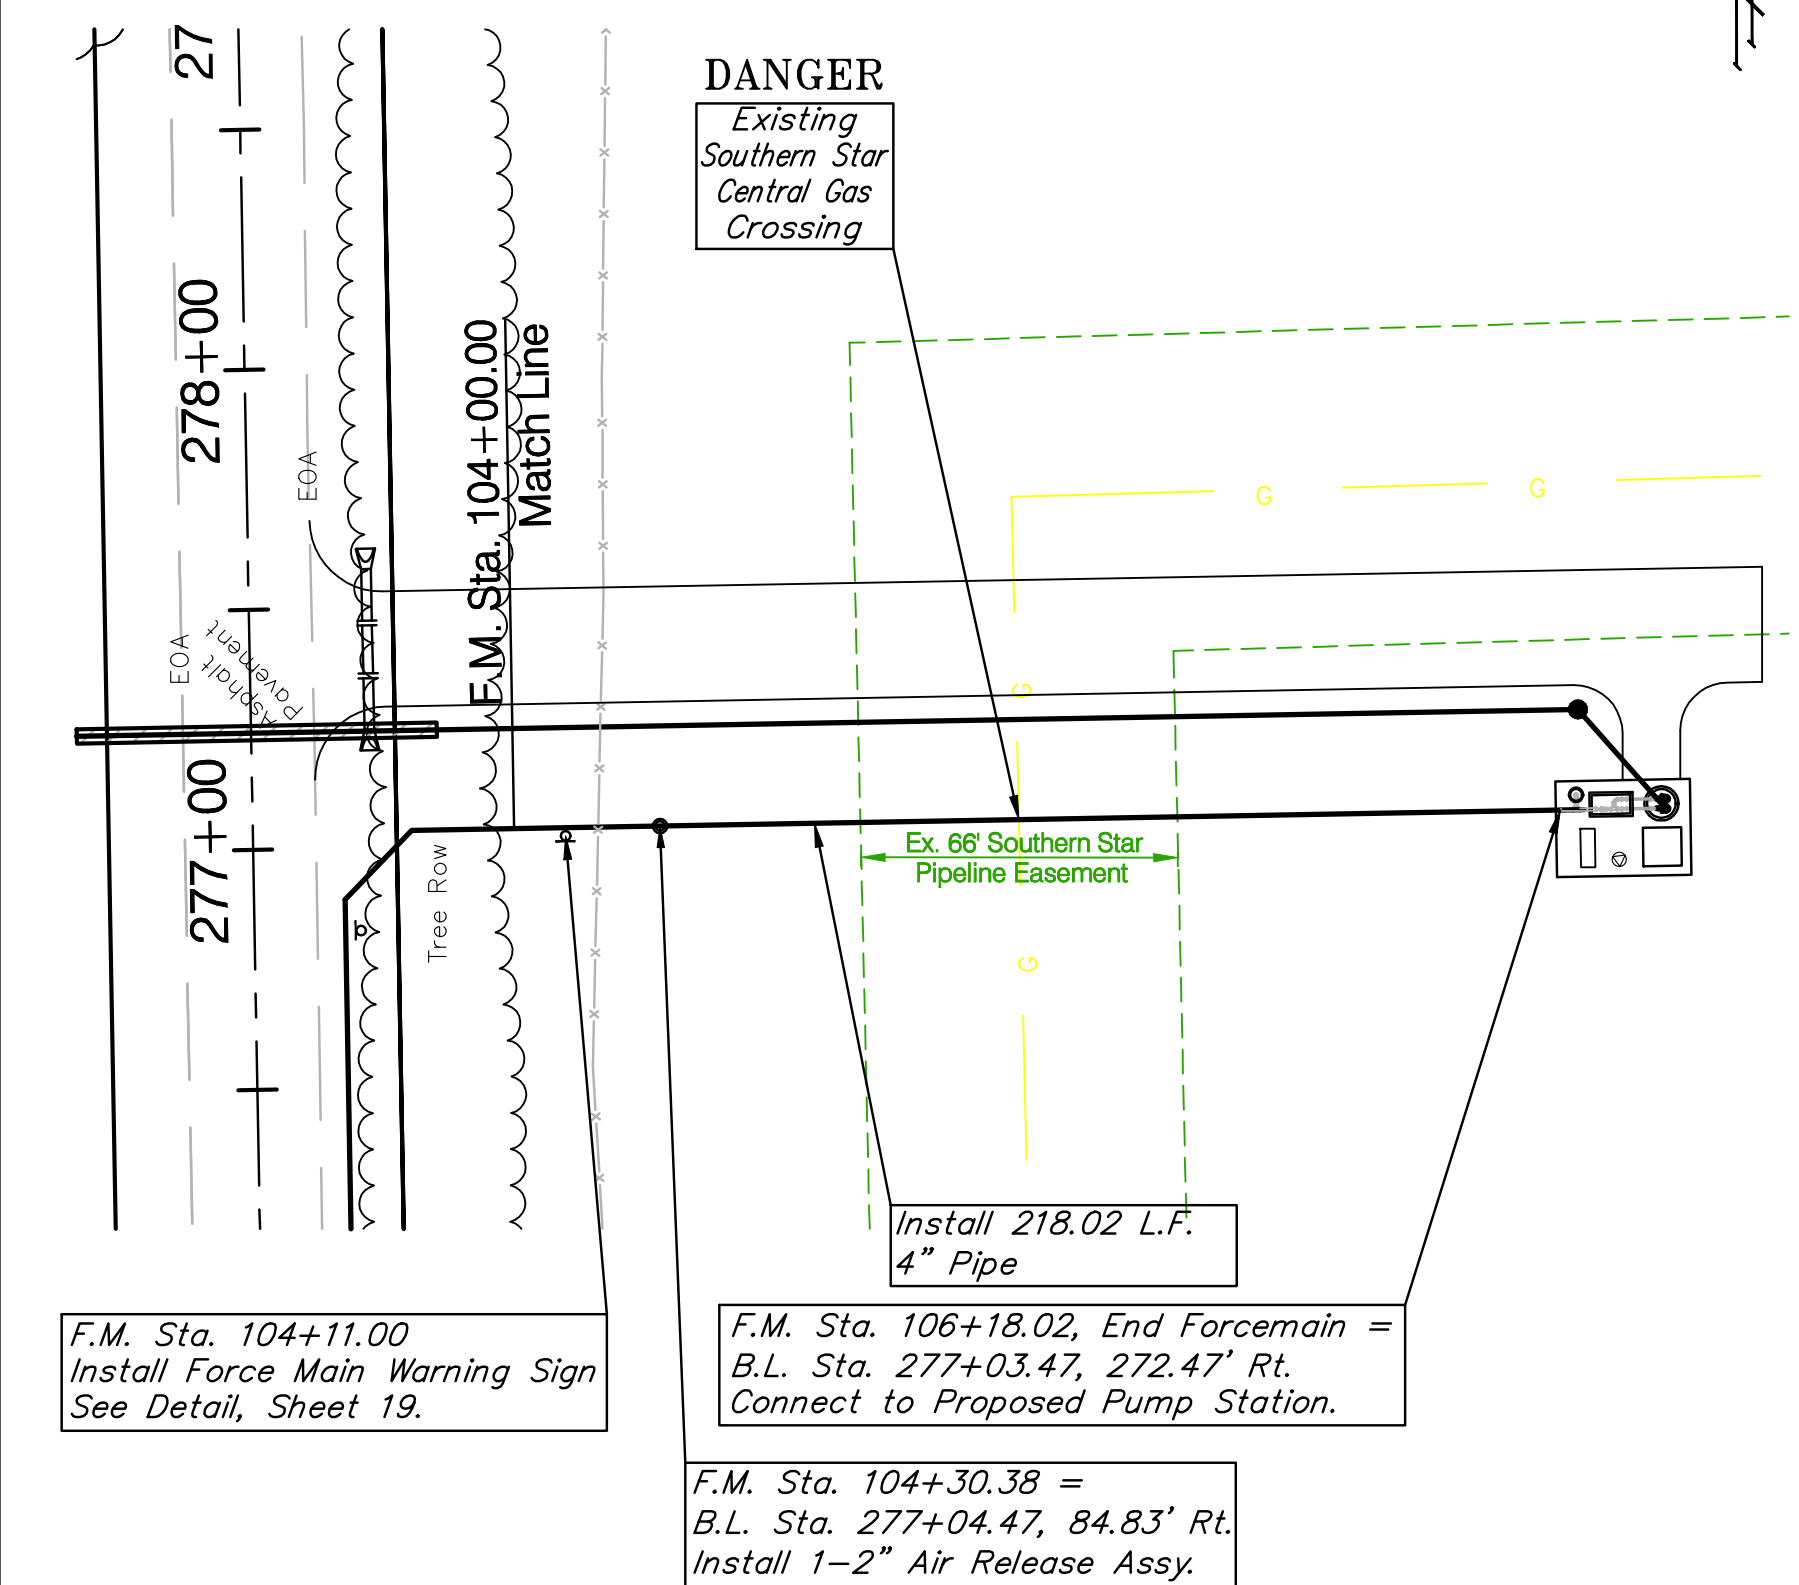 27
DANGER
Existing
Southern Star
Central Gas
Crossing
278+00
F.M. Sta. 104+00.00
Match Line
EOA
G
G
EOA
Asphalt
Pavement
G
277+00
Tree Row
Ex. 66' Southern Star
Pipeline Easement
G
Install 218.02 L.F.
4" Pipe
F.M. Sta. 104+11.00
Install Force Main Warning Sign
See Detail, Sheet 19.
F.M. Sta. 106+18.02, End Forcemain =
B.L. Sta. 277+03.47, 272.47' Rt.
Connect to Proposed Pump Station.
F.M. Sta. 104+30.38 =
B.L. Sta. 277+04.47, 84.83' Rt.
Install 1-2" Air Release Assy.